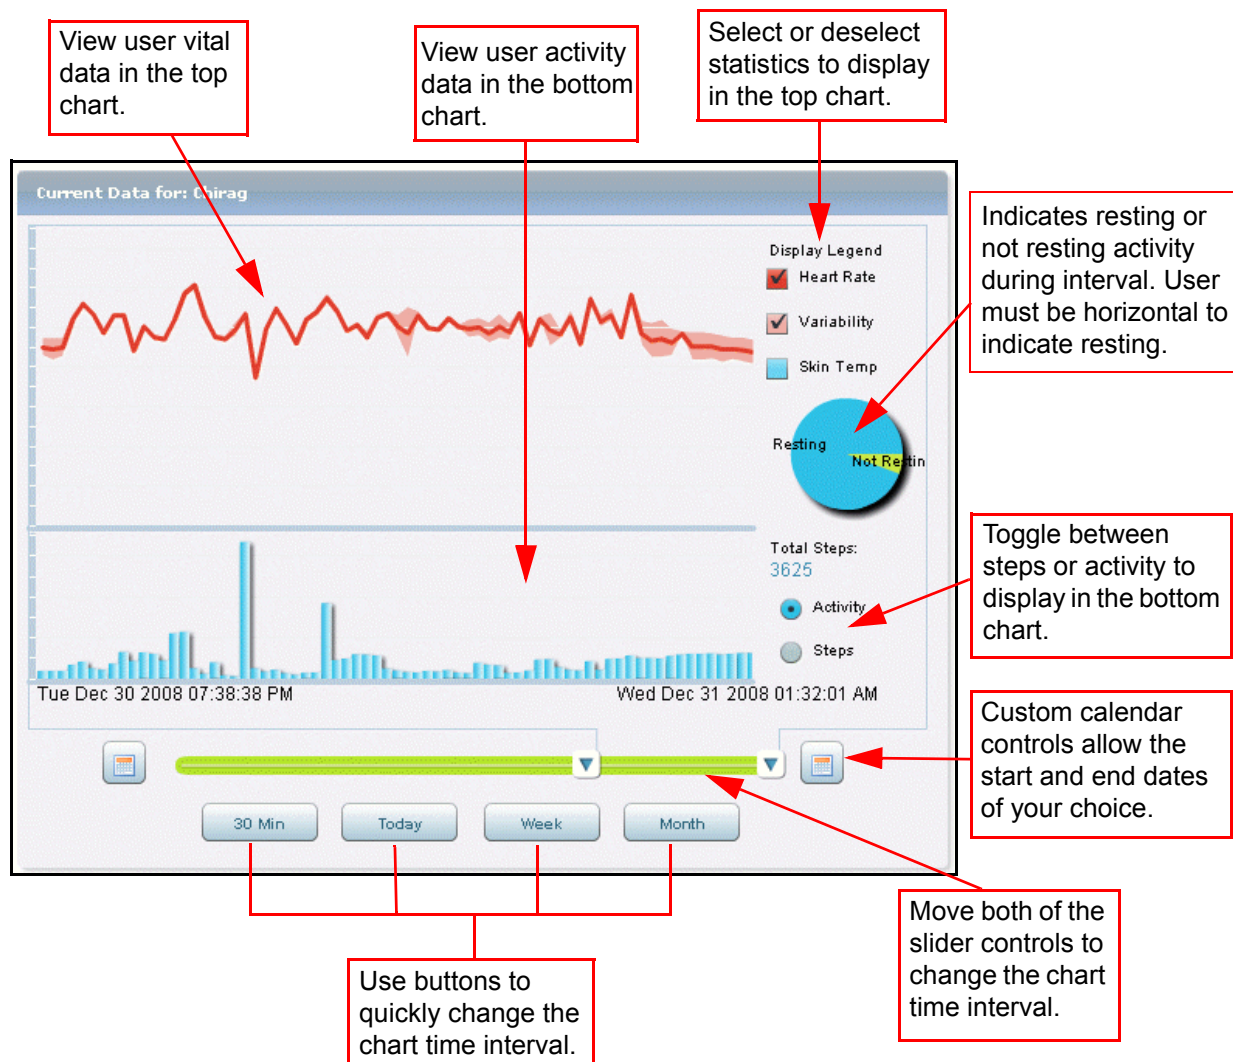 View user vital
data in the top
chart.
View user activity
data in the bottom
chart.
Select or deselect
statistics to display
in the top chart.
Current Data for: Chirag
Display Legend
Heart Rate
Variability
Skin Temp
Indicates resting or
not resting activity
during interval. User
must be horizontal to
indicate resting.
Resting
Not Restin
Total Steps:
3625
Activity
Steps
Toggle between
steps or activity to
display in the bottom
chart.
Tue Dec 30 2008 07:38:38 PM
Wed Dec 31 2008 01:32:01 AM
Custom calendar
controls allow the
start and end dates
of your choice.
30 Min
Today
Week
Month
Move both of the
slider controls to
change the chart
time interval.
Use buttons to
quickly change the
chart time interval.